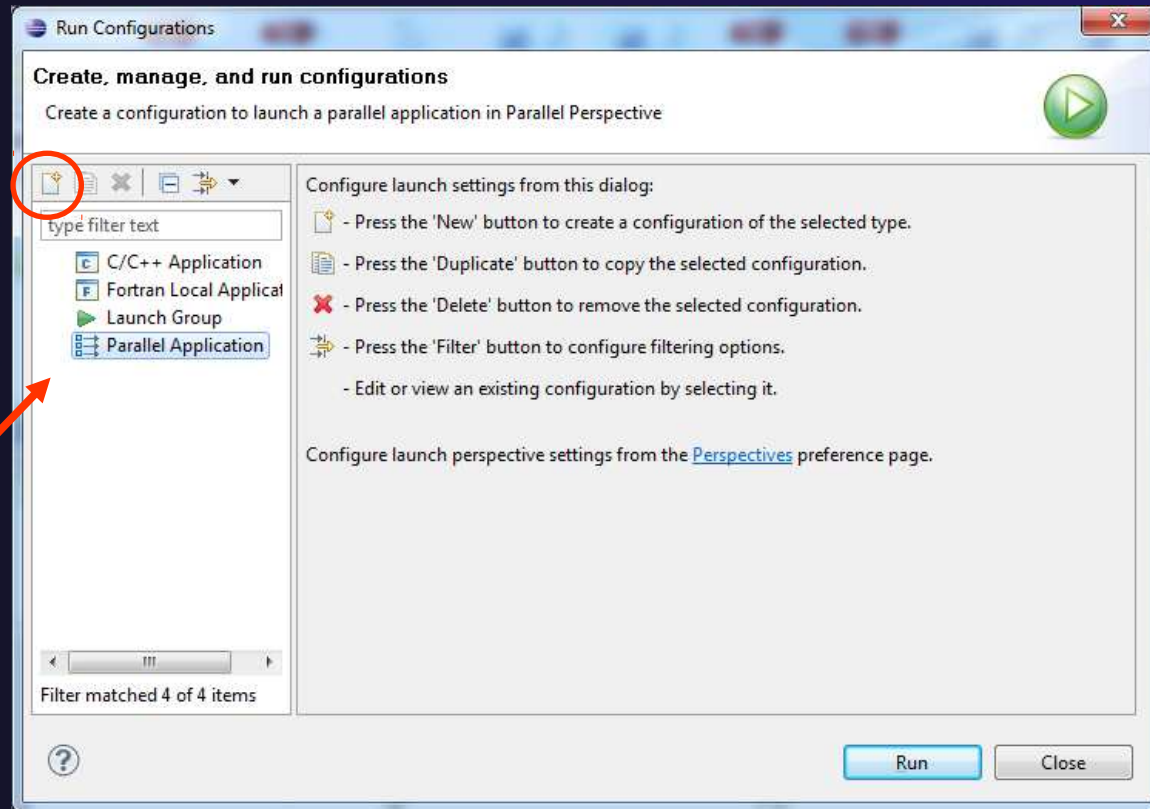 Run Configurations
Create, manage, and run configurations
Create a configuration to launch a parallel application in Parallel Perspective
type filter text
C/C++ Application
Fortran Local Applicat
Launch Group
Parallel Application
Filter matched 4 of 4 items
Configure launch settings from this dialog:
- Press the 'New' button to create a configuration of the selected type.
- Press the 'Duplicate' button to copy the selected configuration.
- Press the 'Delete' button to remove the selected configuration.
- Press the 'Filter' button to configure filtering options.
- Edit or view an existing configuration by selecting it.
Configure launch perspective settings from the Perspectives preference page.
Run
Close